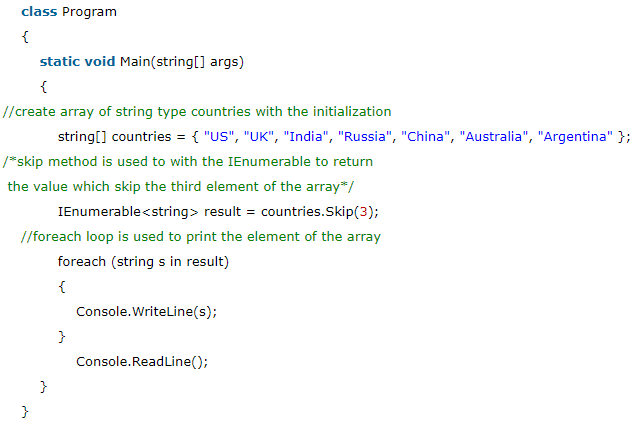 class Program
{
static void Main(string[] args)
{
//create array of string type countries with the initialization
string[] countries = { "US", "UK", "India", "Russia", "China", "Australia", "Argentina" };
/*skip method is used to with the IEnumerable to return
the value which skip the third element of the array*/
IEnumerable<string> result = countries.Skip(3);
//foreach loop is used to print the element of the array
foreach (string s in result)
{
Console.WriteLine(s);
}
Console.ReadLine();
}
}